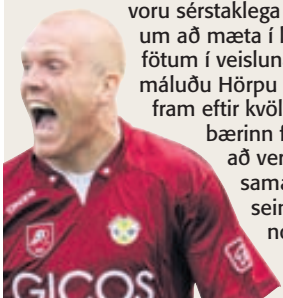 voru sérstaklega
um að mæta í
fötum í veislun
máluðu Hörpu
fram eftir kvöl
bærinn f
að ver
sama
sein
no
GICOS